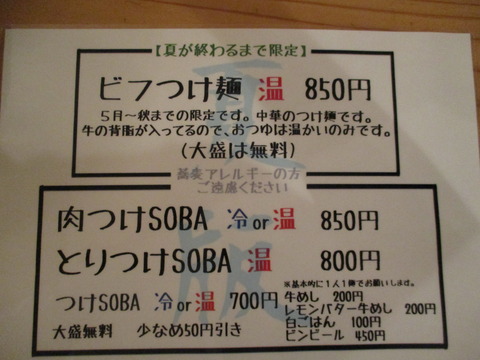 【夏が終わるまで限定】
ビフつけ麺 温 850円
5月～秋までの限定です。中華のつけ麺です。
牛の背脂が入ってるので、おつゆは温かいのみです。
(大盛は無料)
蕎麦アレルギーの方
ご遠慮ください
肉つけSOBA 冷or温 850円
とりつけSOBA 温 800円
※基本的に1人1杯でお願いします。
つけSOBA 冷or温 700円
大盛無料 少なめ50円引き
牛めし 200円
レモンバター牛めし 200円
白ごはん 100円
ビンビール 450円
夏版